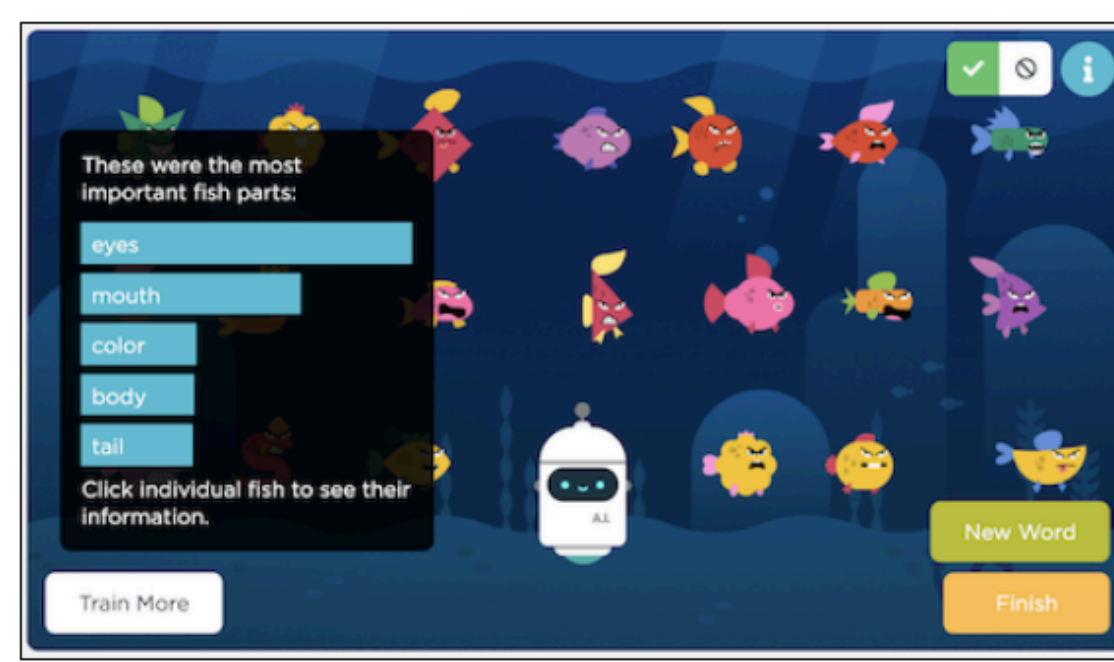 These were the most
important fish parts:
eyes
mouth
color
body
tail
Click individual fish to see their
information.
i
A.I.
New Word
Train More
Finish